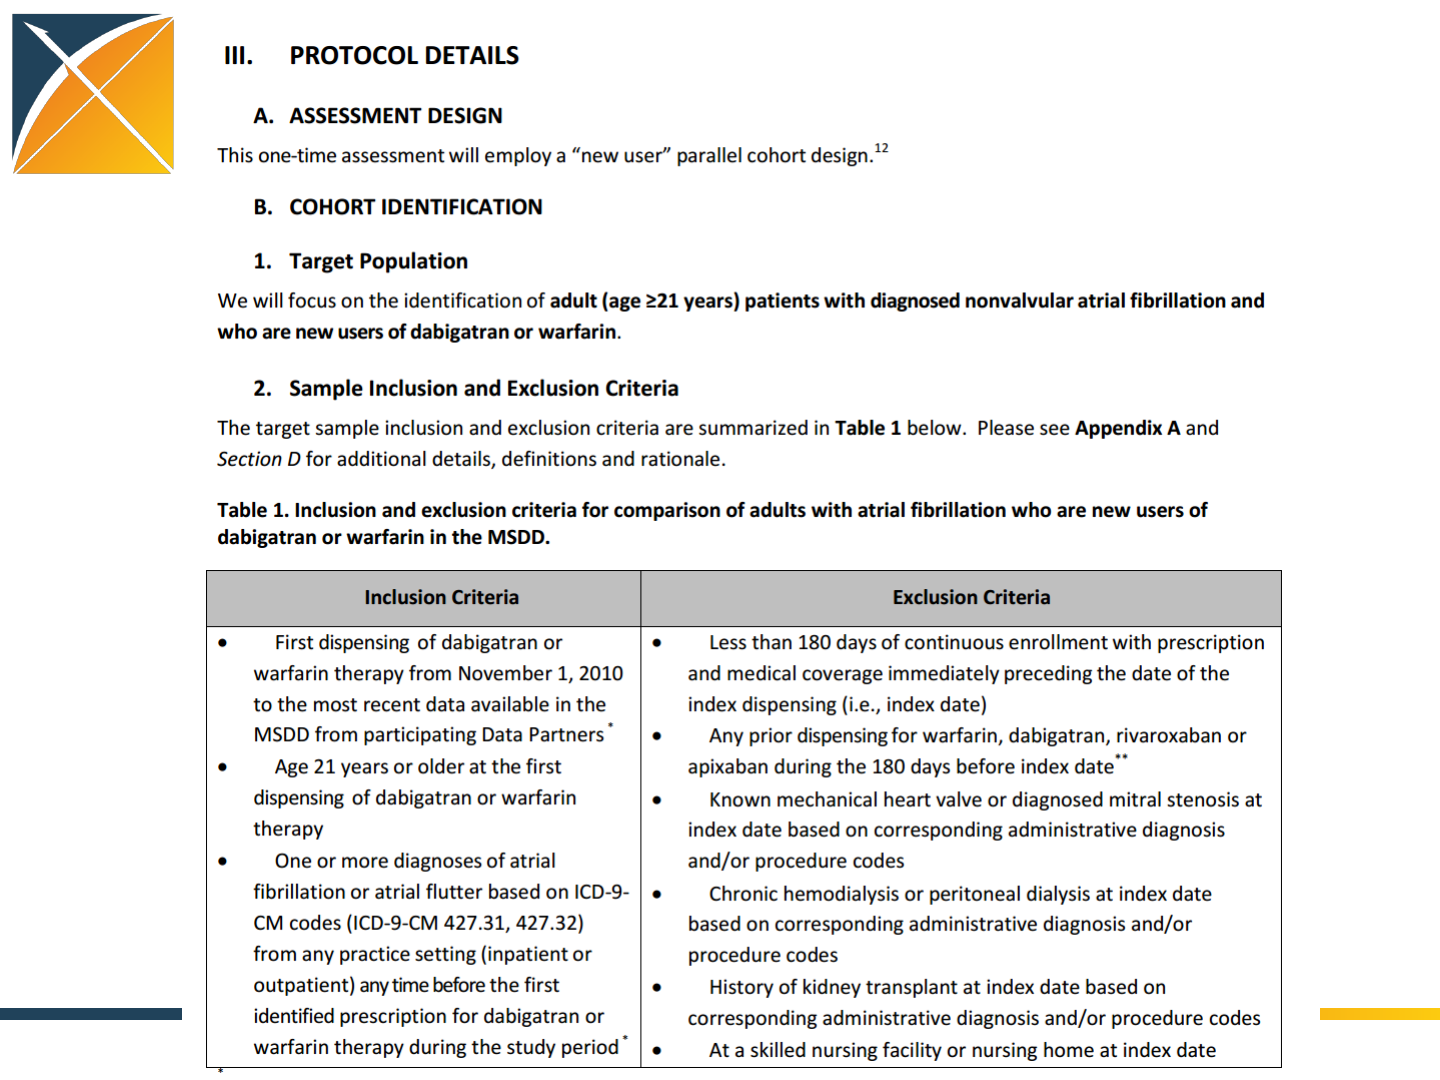 III. PROTOCOL DETAILS
A. ASSESSMENT DESIGN
This one-time assessment will employ a “new user” parallel cohort design.12
B. COHORT IDENTIFICATION
1. Target Population
We will focus on the identification of adult (age ≥21 years) patients with diagnosed nonvalvular atrial fibrillation and
who are new users of dabigatran or warfarin.
2. Sample Inclusion and Exclusion Criteria
The target sample inclusion and exclusion criteria are summarized in Table 1 below. Please see Appendix A and
Section D for additional details, definitions and rationale.
Table 1. Inclusion and exclusion criteria for comparison of adults with atrial fibrillation who are new users of
dabigatran or warfarin in the MSDD.
Inclusion Criteria
• First dispensing of dabigatran or
warfarin therapy from November 1, 2010
to the most recent data available in the
MSDD from participating Data Partners*
• Age 21 years or older at the first
dispensing of dabigatran or warfarin
therapy
• One or more diagnoses of atrial
fibrillation or atrial flutter based on ICD-9-
CM codes (ICD-9-CM 427.31, 427.32)
from any practice setting (inpatient or
outpatient) any time before the first
identified prescription for dabigatran or
warfarin therapy during the study period*
Exclusion Criteria
• Less than 180 days of continuous enrollment with prescription
and medical coverage immediately preceding the date of the
index dispensing (i.e., index date)
• Any prior dispensing for warfarin, dabigatran, rivaroxaban or
apixaban during the 180 days before index date**
• Known mechanical heart valve or diagnosed mitral stenosis at
index date based on corresponding administrative diagnosis
and/or procedure codes
• Chronic hemodialysis or peritoneal dialysis at index date
based on corresponding administrative diagnosis and/or
procedure codes
• History of kidney transplant at index date based on
corresponding administrative diagnosis and/or procedure codes
• At a skilled nursing facility or nursing home at index date
*